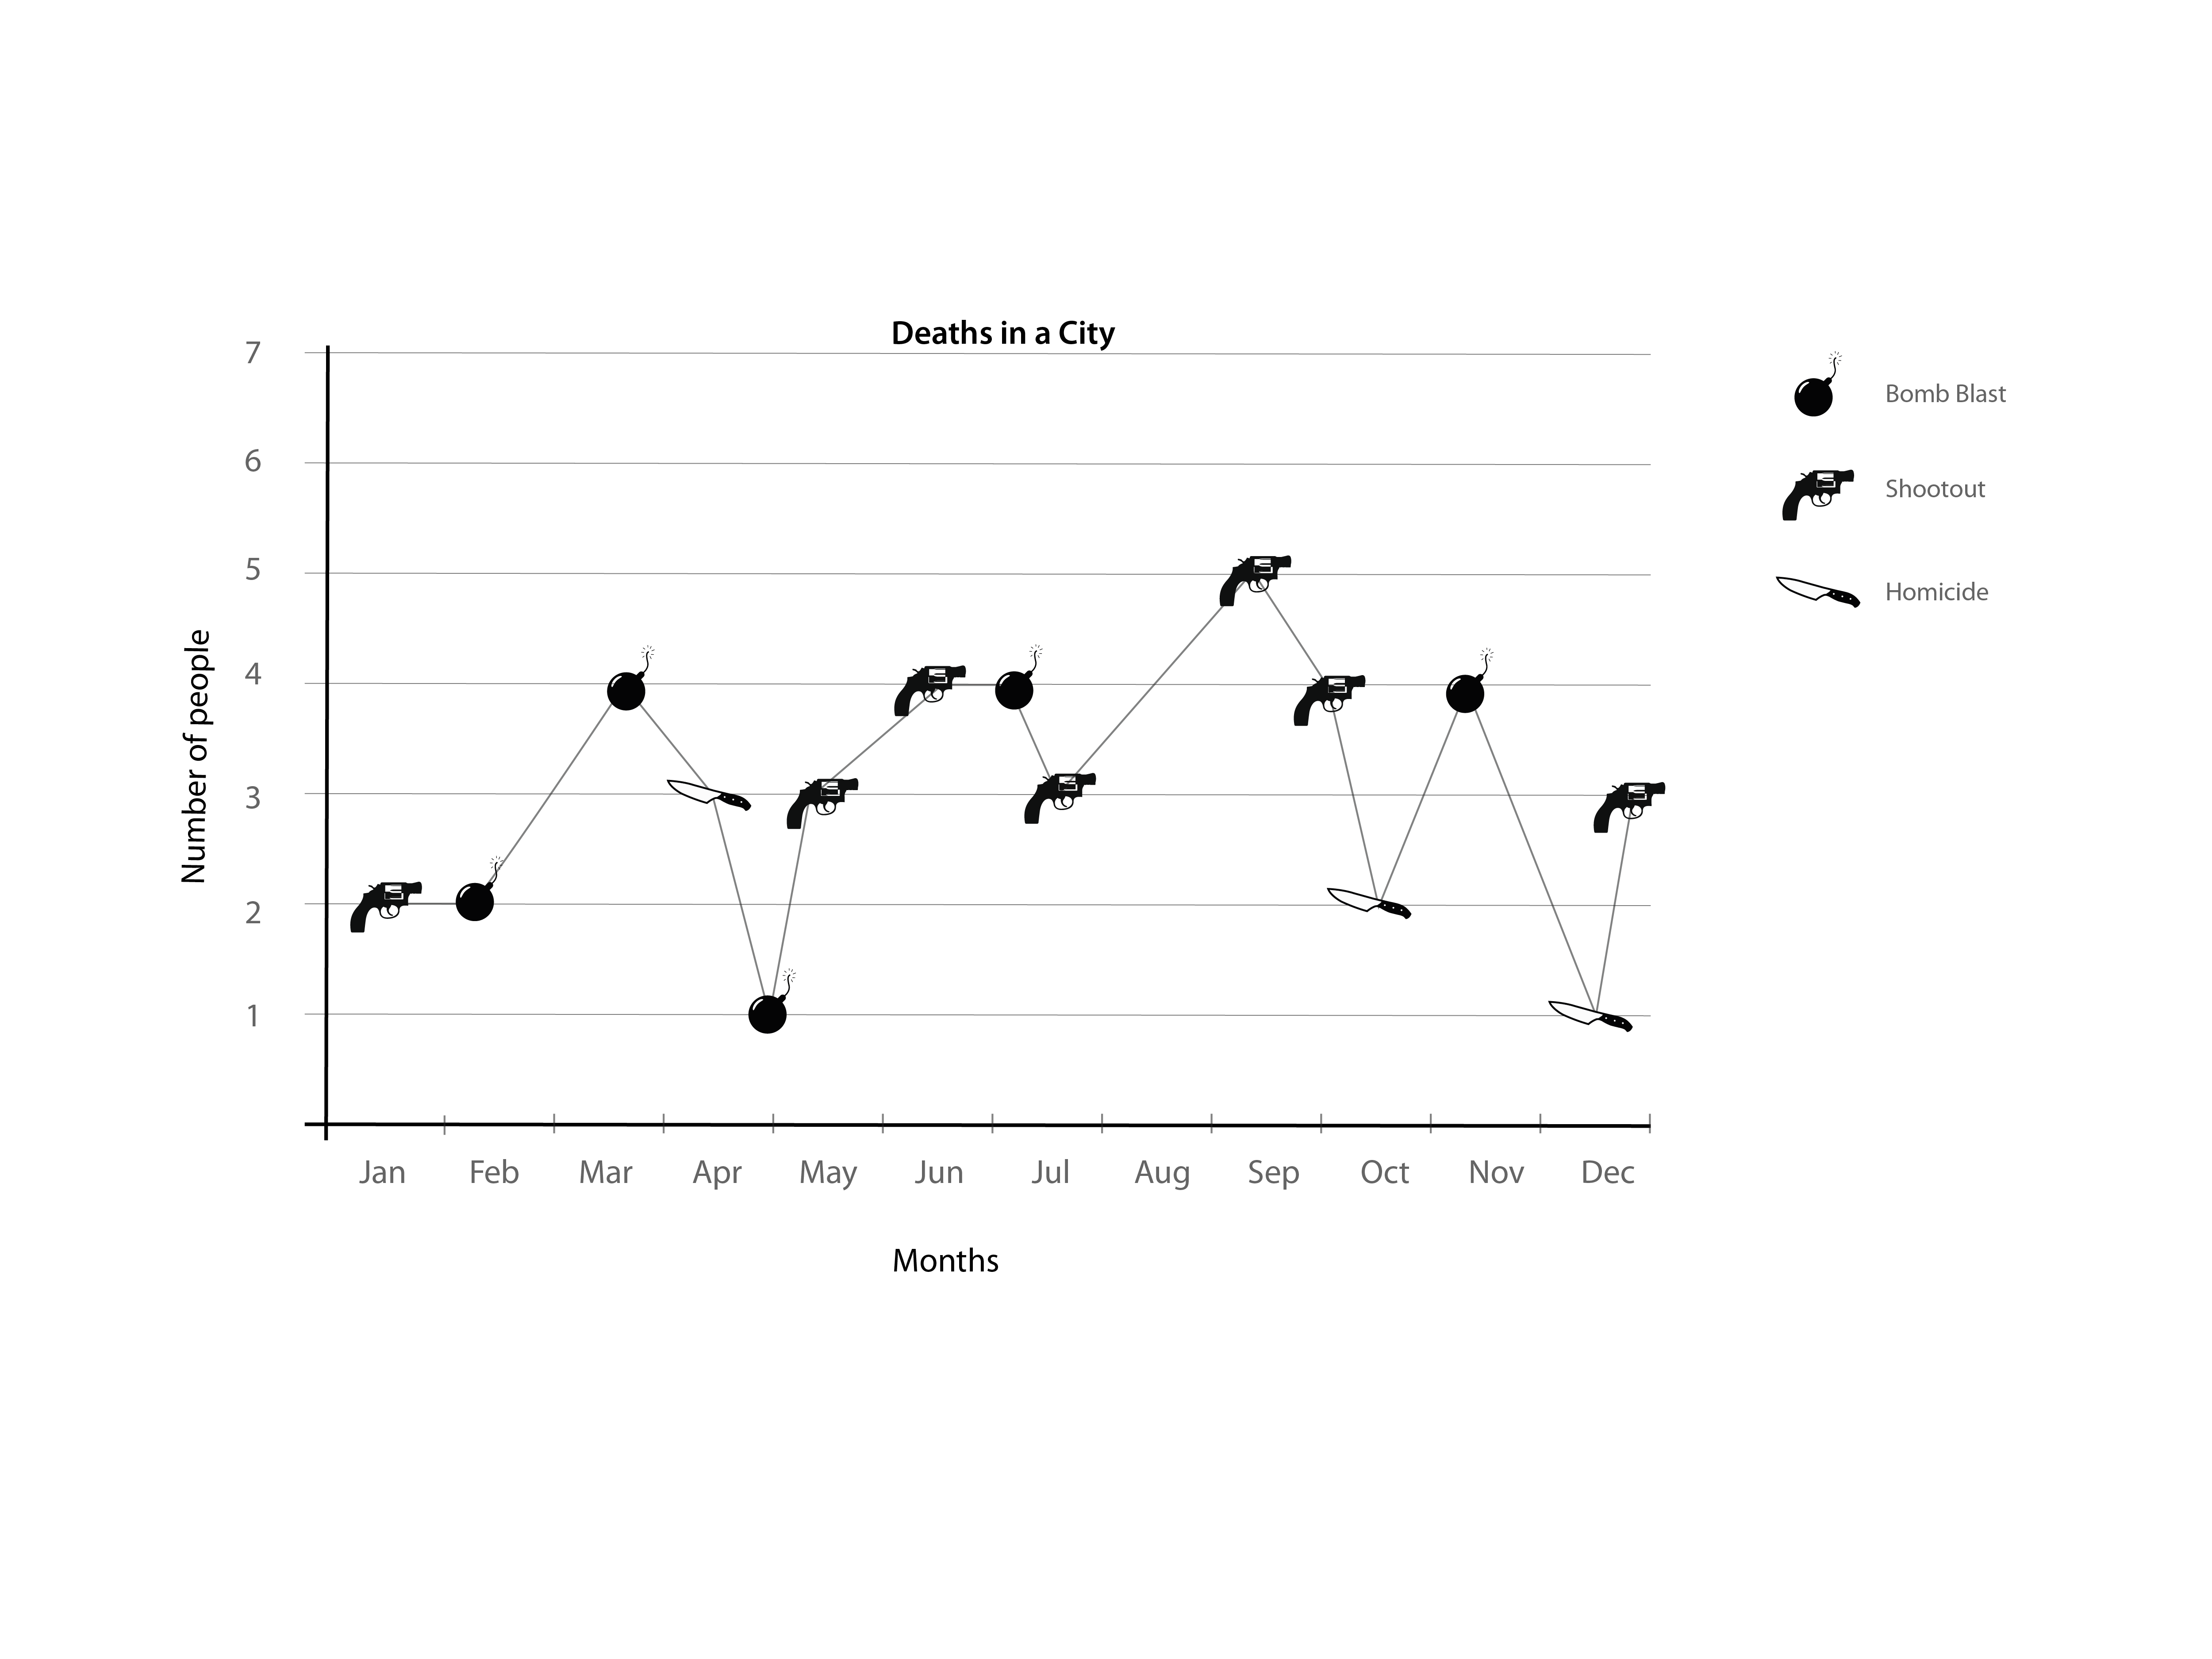 Deaths in a City
7
6
5
4
3
2
1
Number of people
Jan Feb Mar Apr May Jun Jul Aug Sep Oct Nov Dec
Months
Bomb Blast
Shootout
Homicide